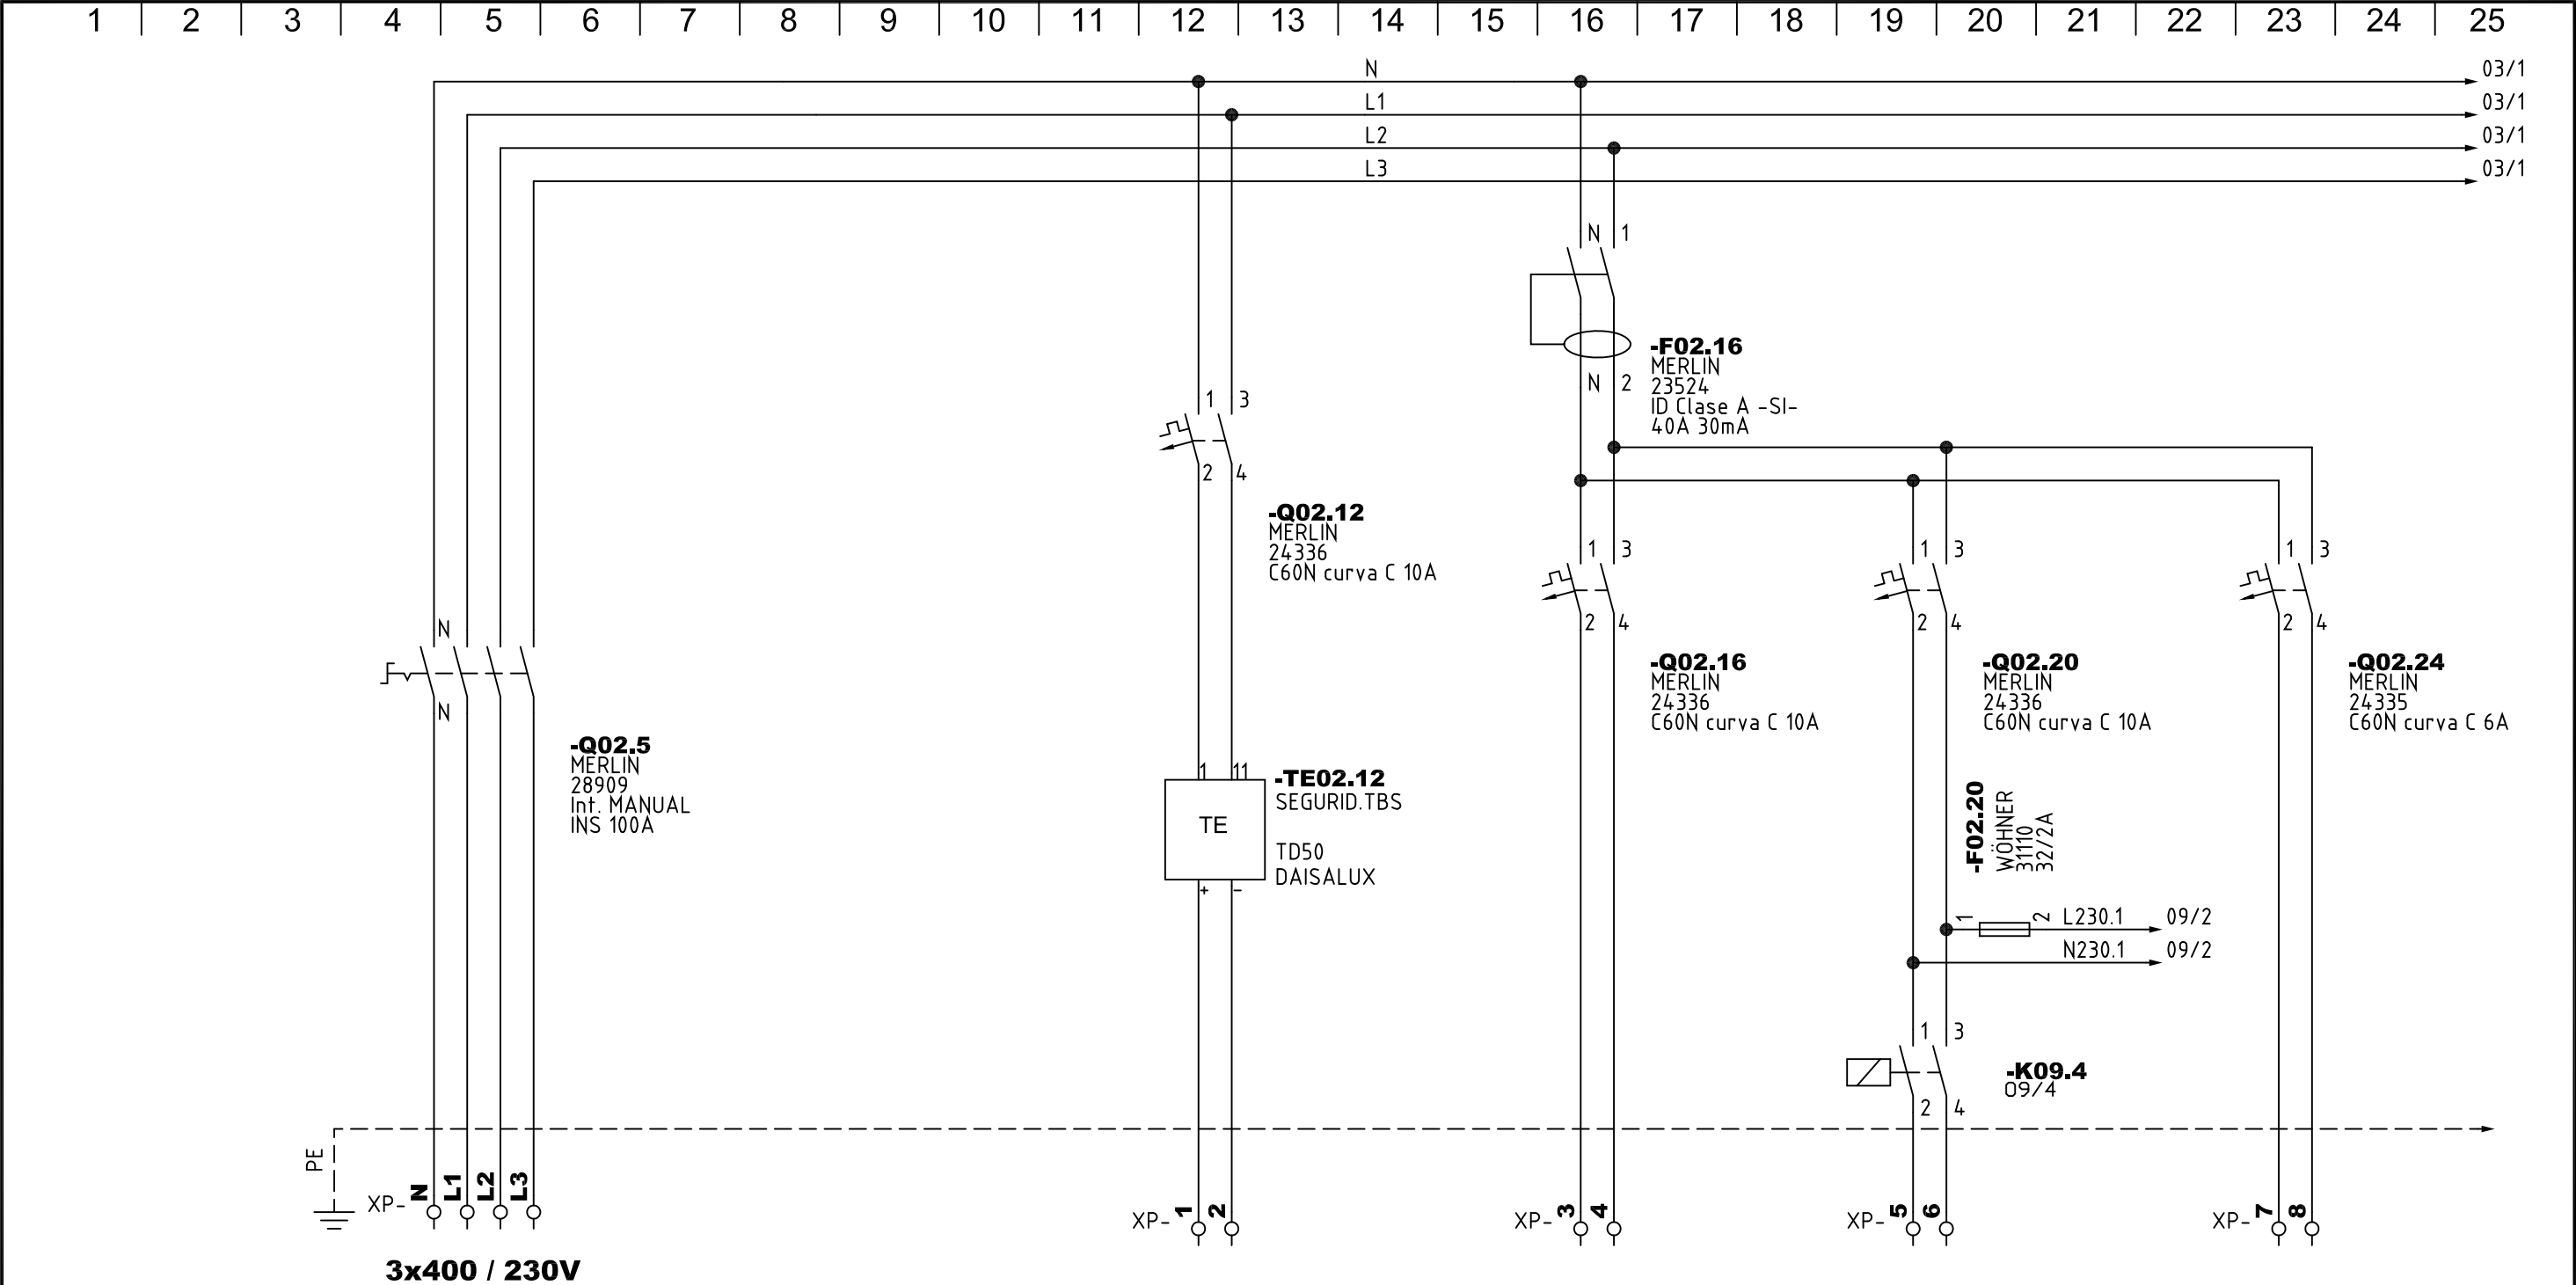 1 2 3 4 5 6 7 8 9 10 11 12 13 14 15 16 17 18 19 20 21 22 23 24 25
N 03/1
L1 03/1
L2 03/1
L3 03/1
N 1
-F02.16
MERLIN
23524
ID Clase A -SI-
40A 30mA
N 2
1 3
2 4
-Q02.12
MERLIN
24336
C60N curva C 10A
1 3
2 4
-Q02.16
MERLIN
24336
C60N curva C 10A
1 3
2 4
-Q02.20
MERLIN
24336
C60N curva C 10A
1 3
2 4
-Q02.24
MERLIN
24335
C60N curva C 6A
N
N
-Q02.5
MERLIN
28909
Int. MANUAL
INS 100A
1 11
TE
+ -
-TE02.12
SEGURID.TBS
TD50
DAISALUX
-F02.20
WÖHNER
31110
32/2A
1 2 L230.1 09/2
N230.1 09/2
1 3
2 4
-K09.4
09/4
PE
XP- N L1 L2 L3
XP- 1 2
XP- 3 4
XP- 5 6
XP- 7 8
3x400 / 230V